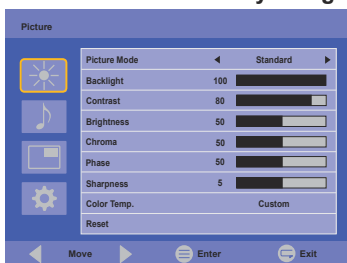 Picture
Picture Mode Standard
Backlight 100
Contrast 80
Brightness 50
Chroma 50
Phase 50
Sharpness 5
Color Temp. Custom
Reset
Move Enter Exit